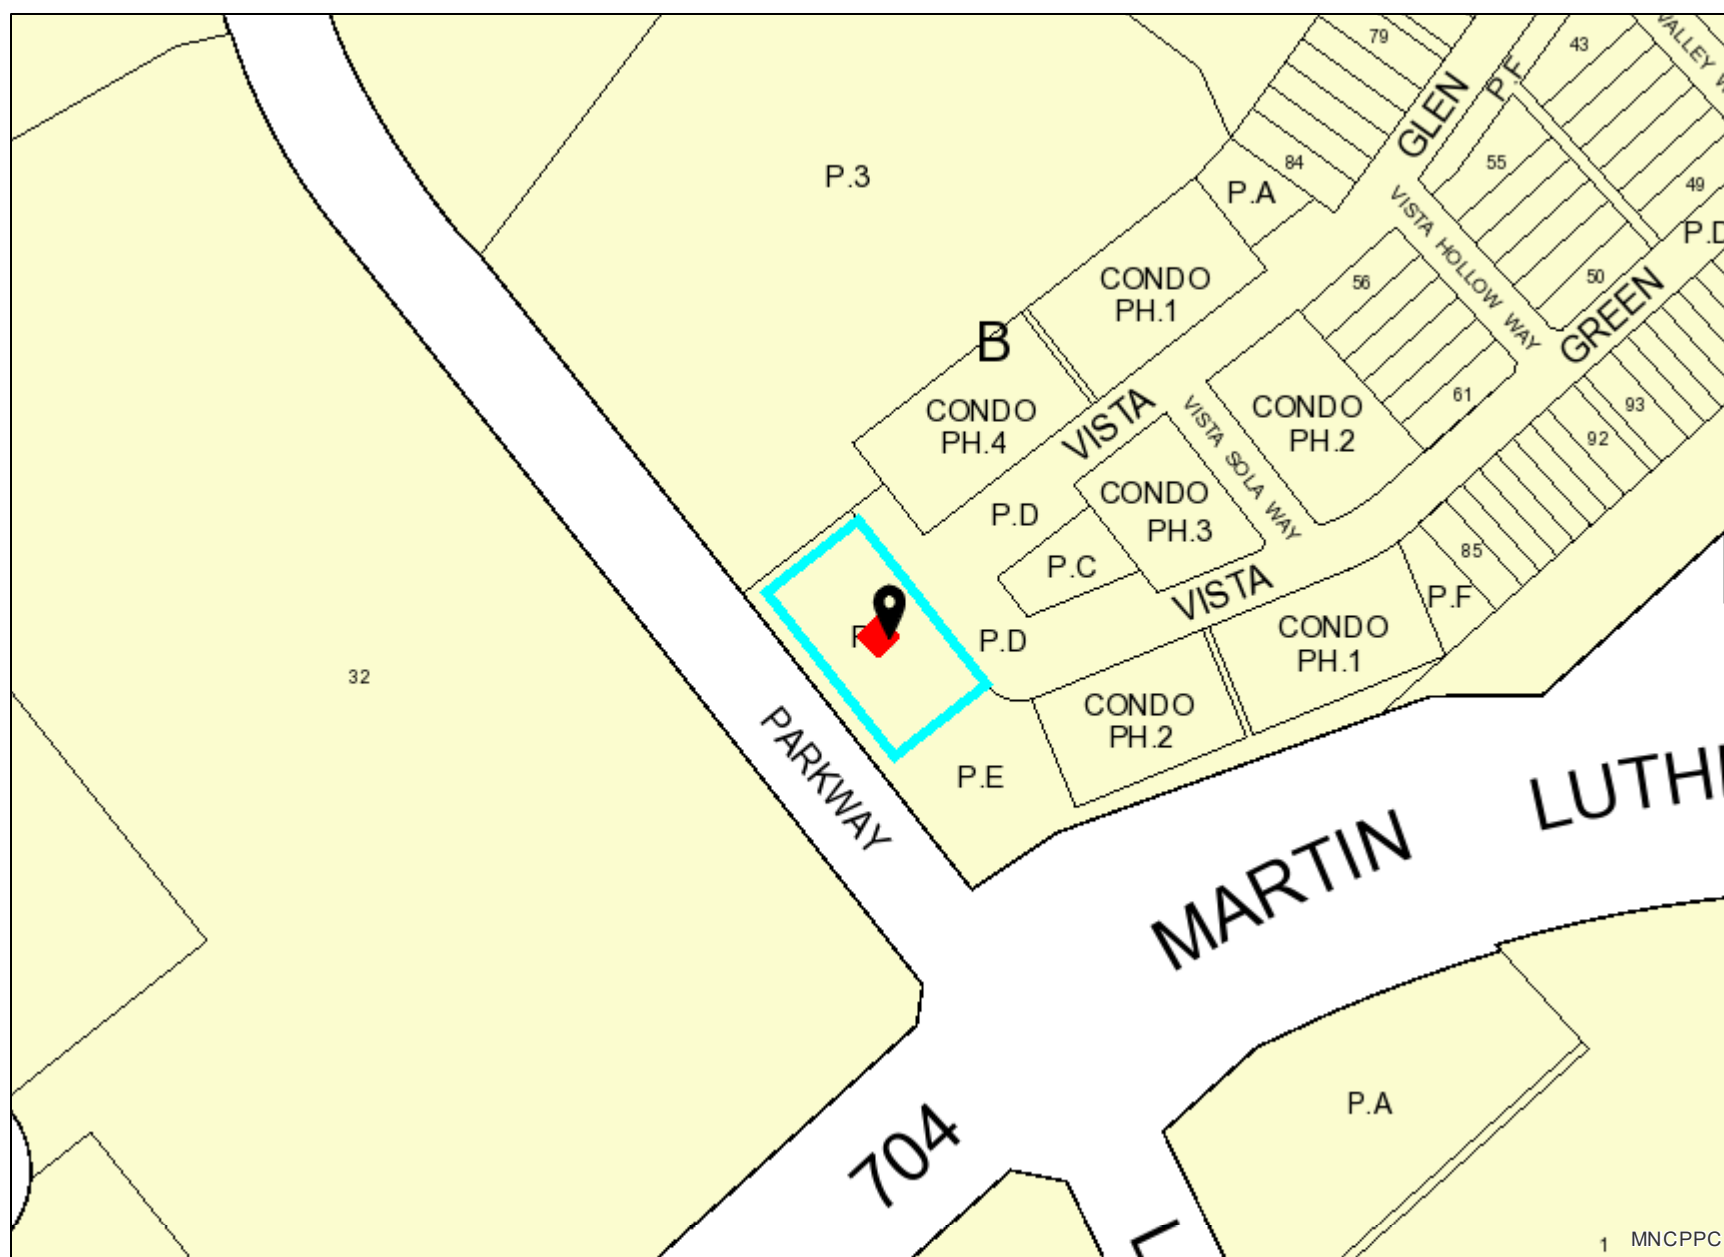 79
43
VALLEY
P.F
GLEN
P.3
84
55
P.A
49
VISTA HOLLOW WAY
P.D
CONDO
PH.1
56
50
GREEN
B
CONDO
PH.4
VISTA
VISTA SOLA WAY
CONDO
PH.2
61
93
92
CONDO
PH.3
P.D
85
P.C
VISTA
P.F
P.D
CONDO
PH.1
32
CONDO
PH.2
PARKWAY
P.E
MARTIN
704
P.A
1
MNCPPC